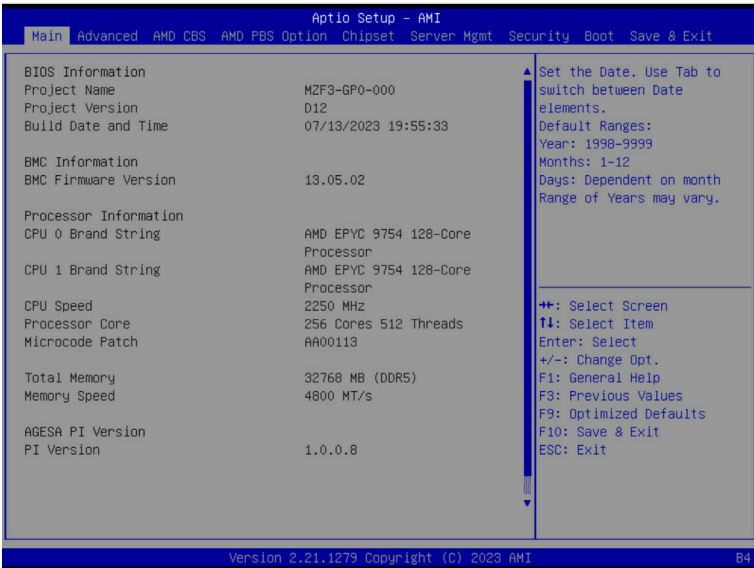 Aptio Setup - AMI
Main Advanced AMD CBS AMD PBS Option Chipset Server Mgmt Security Boot Save & Exit
BIOS Information
Project Name MZF3-GP0-000
Project Version D12
Build Date and Time 07/13/2023 19:55:33
BMC Information
BMC Firmware Version 13.05.02
Processor Information
CPU 0 Brand String AMD EPYC 9754 128-Core
Processor
CPU 1 Brand String AMD EPYC 9754 128-Core
Processor
CPU Speed 2250 MHz
Processor Core 256 Cores 512 Threads
Microcode Patch AA00113
Total Memory 32768 MB (DDR5)
Memory Speed 4800 MT/s
AGESA PI Version
PI Version 1.0.0.8
Set the Date. Use Tab to
switch between Date
elements.
Default Ranges:
Year: 1998-9999
Months: 1-12
Days: Dependent on month
Range of Years may vary.
→←: Select Screen
↑↓: Select Item
Enter: Select
+/-: Change Opt.
F1: General Help
F3: Previous Values
F9: Optimized Defaults
F10: Save & Exit
ESC: Exit
Version 2.21.1279 Copyright (C) 2023 AMI
B4